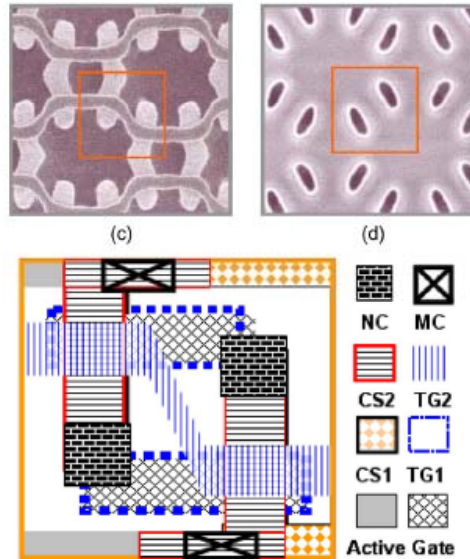 (c) (d)
NC MC
CS2 TG2
CS1 TG1
Active Gate